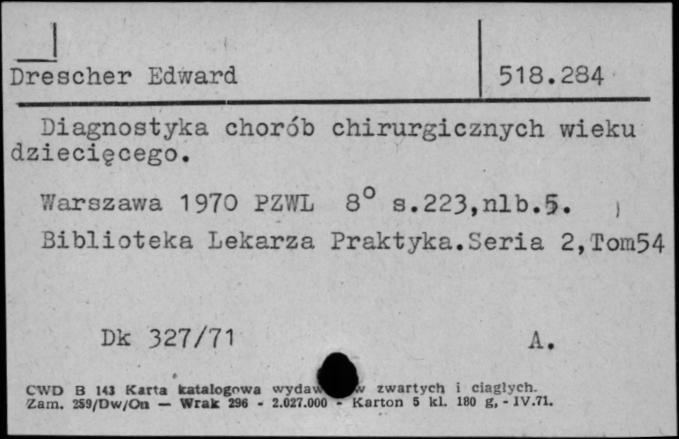 Drescher Edward 518.284
Diagnostyka chorób chirurgicznych wieku
dziecięcego.
Warszawa 1970 PZWL 8° s.223,nlb.5.
Biblioteka Lekarza Praktyka.Seria 2,Tom54
Dk 327/71 A.
CWD B 143 Karta katalogowa zwartych i ciągłych.
Zam. 259/Dw/On — Wrak 296 - 2.027.000 - Karton 5 kl. 180 g, - IV.71.